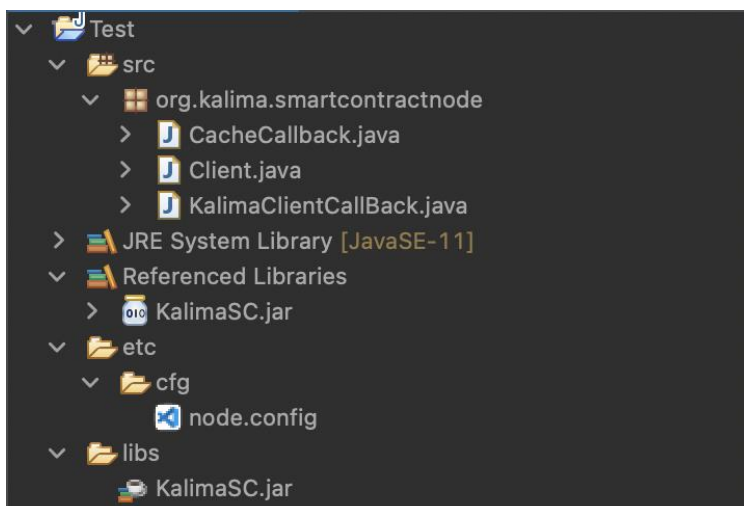 Test
src
org.kalima.smartcontractnode
CacheCallback.java
Client.java
KalimaClientCallBack.java
JRE System Library [JavaSE-11]
Referenced Libraries
KalimaSC.jar
etc
cfg
node.config
libs
KalimaSC.jar